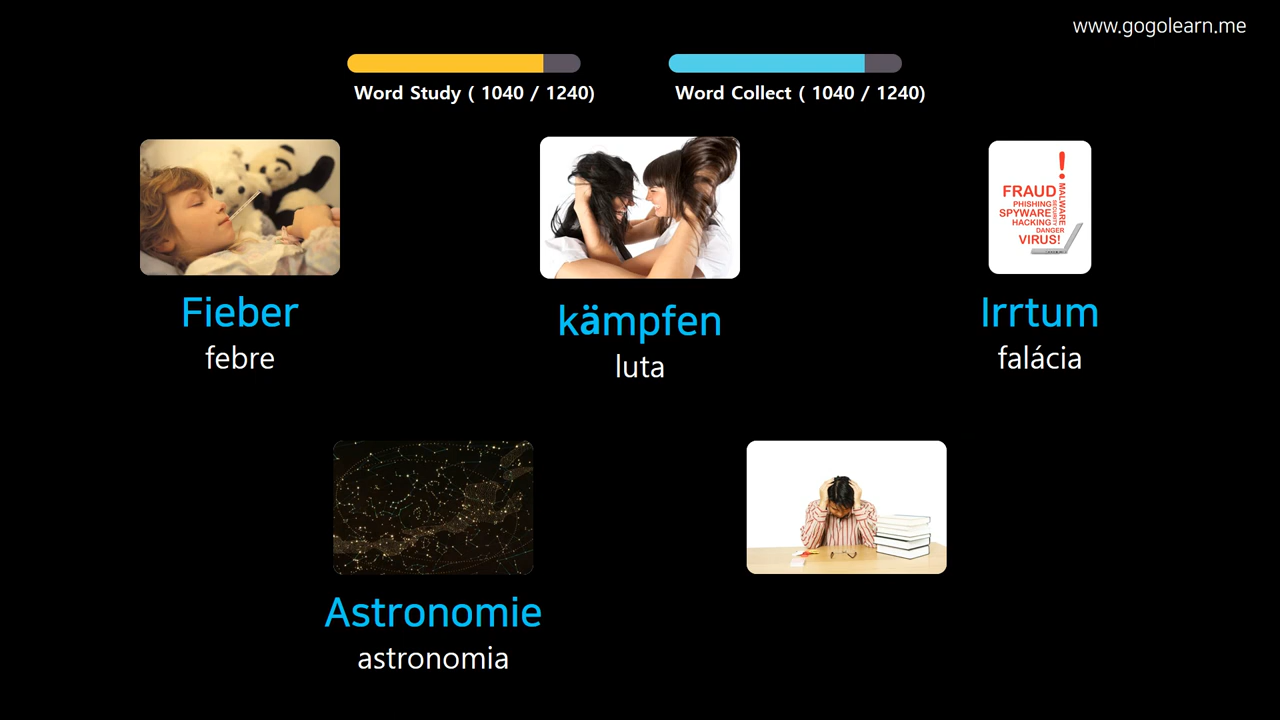 www.gogolearn.me
Word Study ( 1040 / 1240)
Word Collect ( 1040 / 1240)
FRAUD
PHISHING
SPYWARE
HACKING
DANGER
VIRUS!
MALWARE
SECURITY
!
Fieber
febre
kämpfen
luta
Irrtum
falácia
Astronomie
astronomia